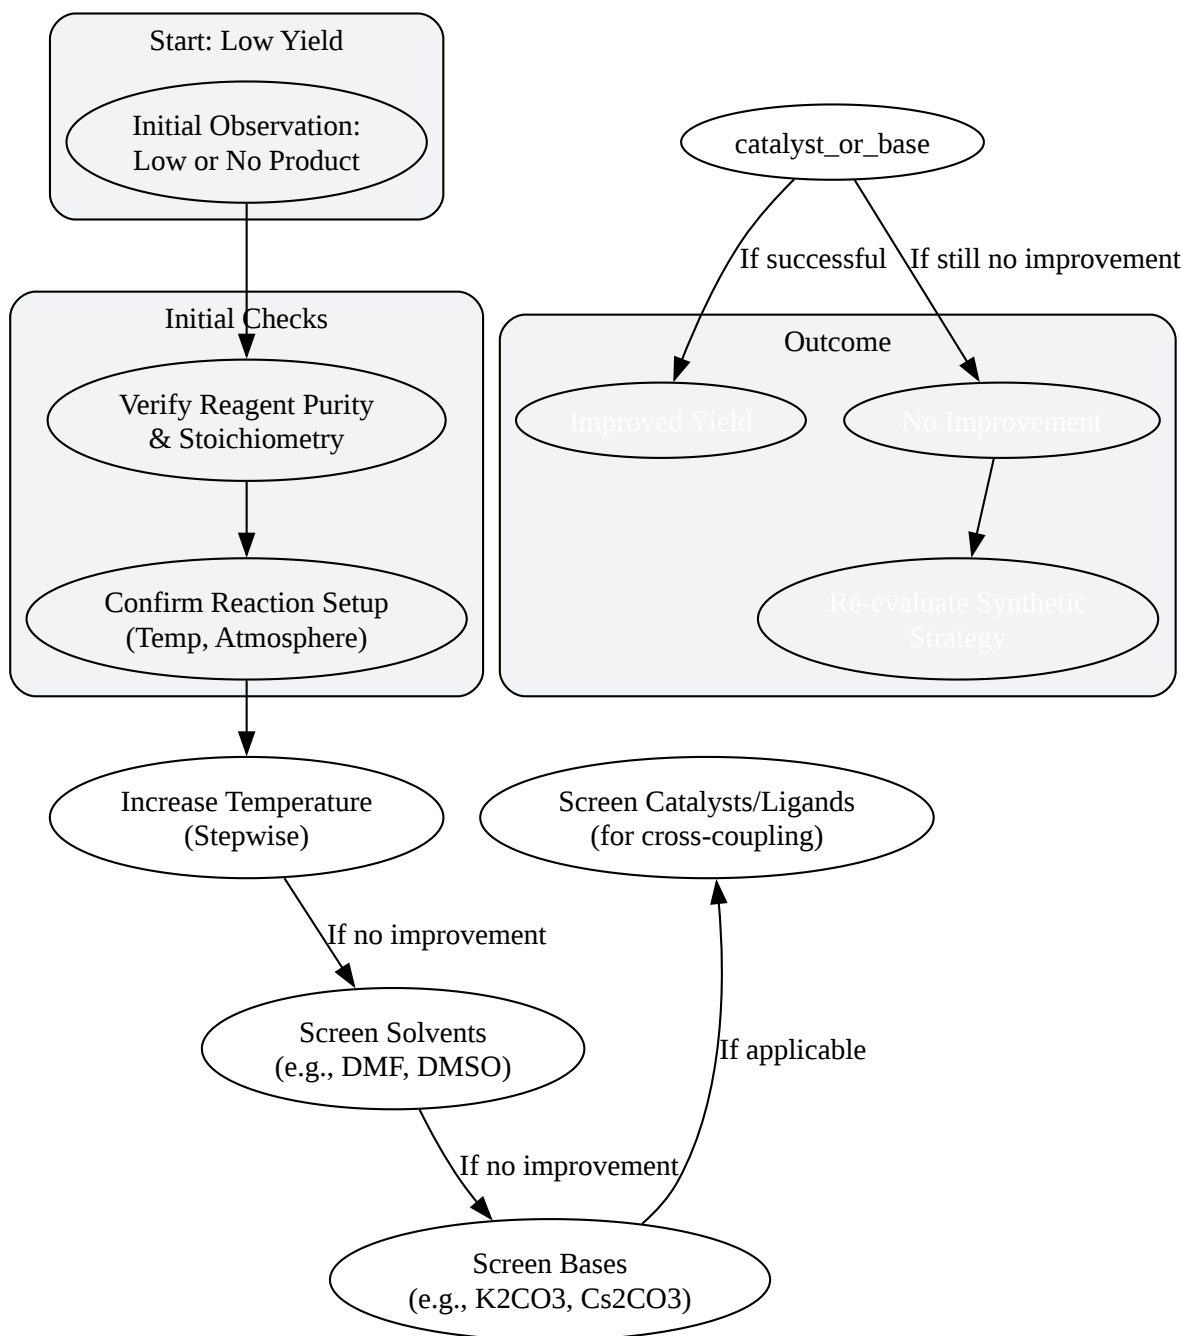 Start: Low Yield
Initial Observation:
Low or No Product
catalyst_or_base
If successful
If still no improvement
Initial Checks
Outcome
Verify Reagent Purity
& Stoichiometry
Improved Yield
No Improvement
Confirm Reaction Setup
(Temp, Atmosphere)
Re-evaluate Synthetic
Strategy
Increase Temperature
(Stepwise)
Screen Catalysts/Ligands
(for cross-coupling)
If no improvement
Screen Solvents
(e.g., DMF, DMSO)
If applicable
If no improvement
Screen Bases
(e.g., K2CO3, Cs2CO3)